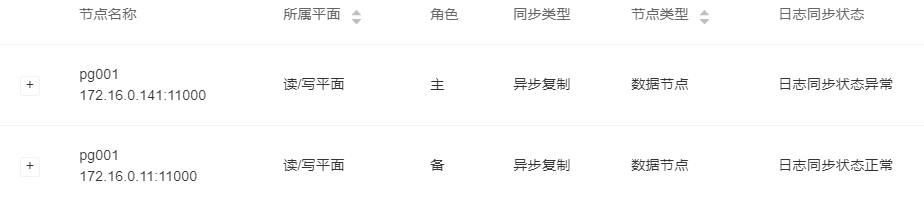 节点名称 所属平面 角色 同步类型 节点类型 日志同步状态
+ pg001 读/写平面 主 异步复制 数据节点 日志同步状态异常
172.16.0.141:11000
+ pg001 读/写平面 备 异步复制 数据节点 日志同步状态正常
172.16.0.11:11000